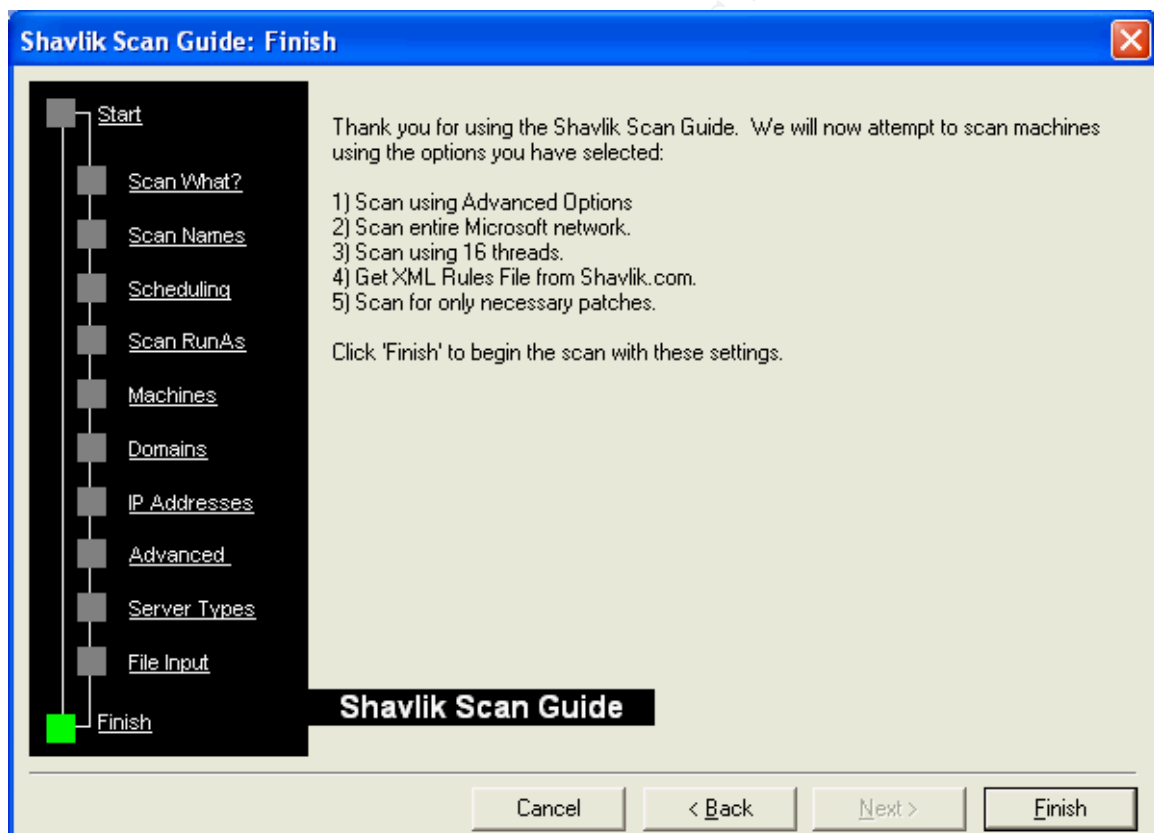 Shavlik Scan Guide: Finish
Start
Scan What?
Scan Names
Scheduling
Scan RunAs
Machines
Domains
IP Addresses
Advanced
Server Types
File Input
Finish
Thank you for using the Shavlik Scan Guide. We will now attempt to scan machines
using the options you have selected:
1) Scan using Advanced Options
2) Scan entire Microsoft network.
3) Scan using 16 threads.
4) Get XML Rules File from Shavlik.com.
5) Scan for only necessary patches.
Click 'Finish' to begin the scan with these settings.
Shavlik Scan Guide
Cancel
< Back
Next >
Finish